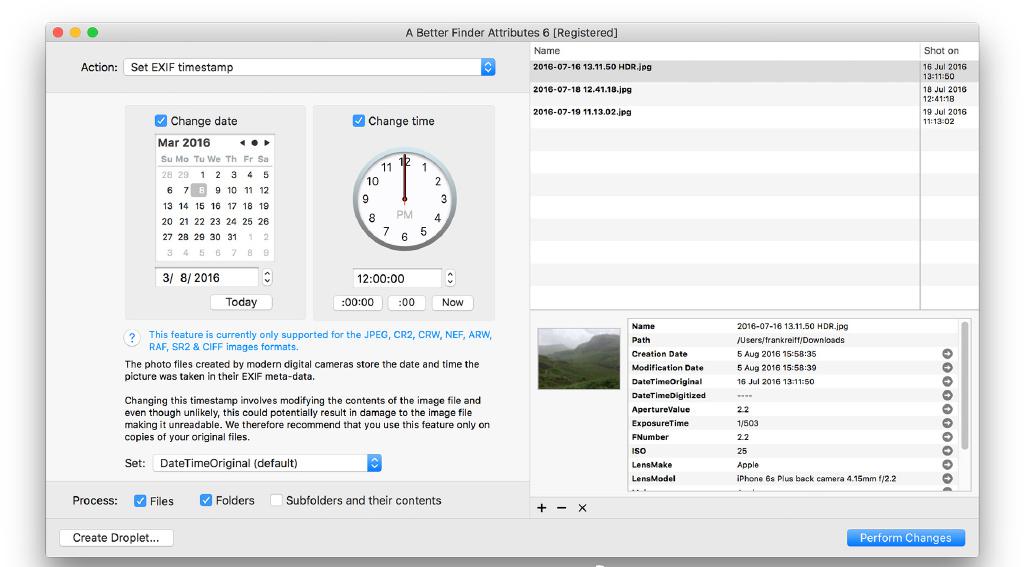 A Better Finder Attributes 6 [Registered]
Action: Set EXIF timestamp
Change date
Mar 2016
Su Mo Tu We Th Fr Sa
28 29 1 2 3 4 5
6 7 8 9 10 11 12
13 14 15 16 17 18 19
20 21 22 23 24 25 26
27 28 29 30 31 1 2
3 4 5 6 7 8 9
3/ 8/ 2016
Today
Change time
12
11 1
10 2
9 3
8 PM 4
7 5
6
12:00:00
:00:00 :00 Now
? This feature is currently only supported for the JPEG, CR2, CRW, NEF, ARW,
RAF, SR2 & CIFF images formats.
The photo files created by modern digital cameras store the date and time the
picture was taken in their EXIF meta-data.
Changing this timestamp involves modifying the contents of the image file and
even though unlikely, this could potentially result in damage to the image file
making it unreadable. We therefore recommend that you use this feature only on
copies of your original files.
Set: DateTimeOriginal (default)
Process: Files Folders Subfolders and their contents
Create Droplet...
Name Shot on
2016-07-16 13.11.50 HDR.jpg 16 Jul 2016
13:11:50
2016-07-18 12.41.18.jpg 18 Jul 2016
12:41:18
2016-07-19 11.13.02.jpg 19 Jul 2016
11:13:02
Name 2016-07-16 13.11.50 HDR.jpg
Path /Users/frankreiff/Downloads
Creation Date 5 Aug 2016 15:58:35
Modification Date 5 Aug 2016 15:58:39
DateTimeOriginal 16 Jul 2016 13:11:50
DateTimeDigitized ----
ApertureValue 2.2
ExposureTime 1/503
FNumber 2.2
ISO 25
LensMake Apple
LensModel iPhone 6s Plus back camera 4.15mm f/2.2
Perform Changes